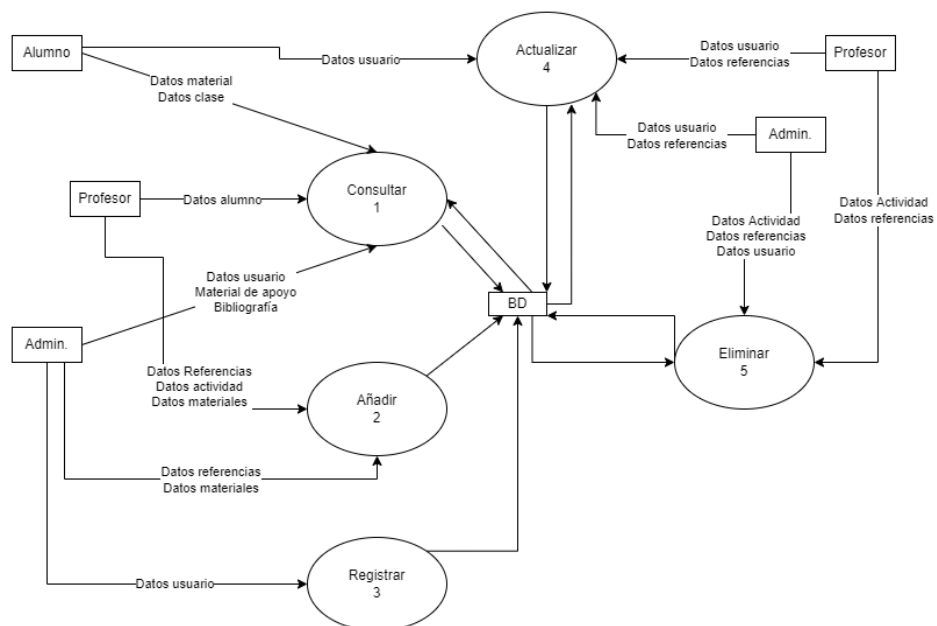 Alumno
Actualizar
4
Profesor
Datos usuario
Datos usuario
Datos referencias
Datos material
Datos clase
Datos usuario
Datos referencias
Admin.
Profesor
Datos alumno
Consultar
1
Datos Actividad
Datos referencias
Datos Actividad
Datos referencias
Datos usuario
Datos usuario
Material de apoyo
Bibliografía
BD
Admin.
Eliminar
5
Datos Referencias
Datos actividad
Datos materiales
Añadir
2
Datos referencias
Datos materiales
Registrar
3
Datos usuario